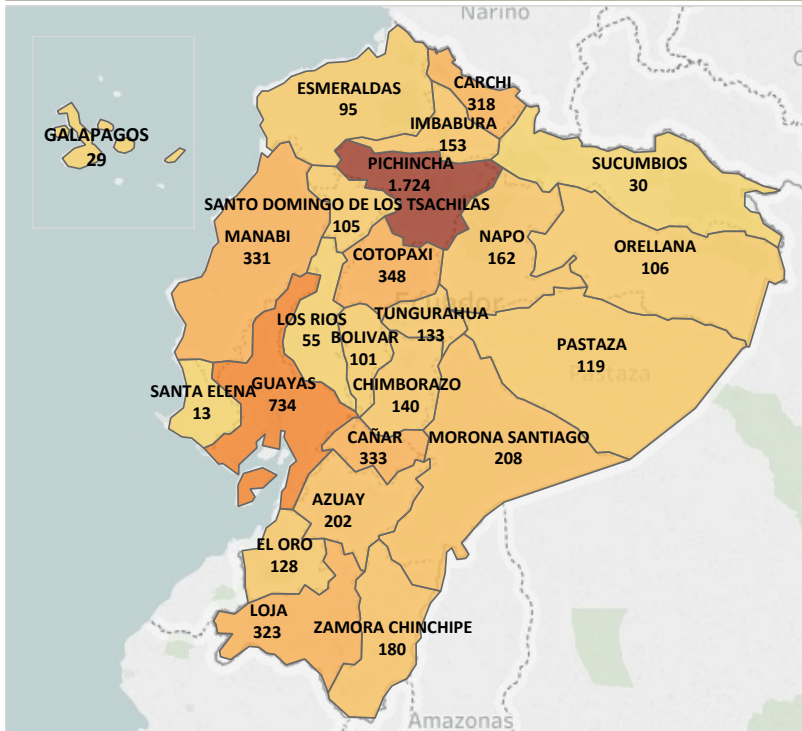 Nariño
ESMERALDAS
95
CARCHI
318
IMBABURA
153
GALAPAGOS
29
PICHINCHA
1.724
SUCUMBIOS
30
SANTO DOMINGO DE LOS TSACHILAS
105
MANABI
331
COTOPAXI
348
NAPO
162
ORELLANA
106
Ecuador
LOS RIOS
55
TUNGURAHUA
133
BOLIVAR
101
PASTAZA
119
Pastaza
SANTA ELENA
13
GUAYAS
734
CHIMBORAZO
140
CAÑAR
333
MORONA SANTIAGO
208
AZUAY
202
EL ORO
128
LOJA
323
ZAMORA CHINCHIPE
180
Amazonas